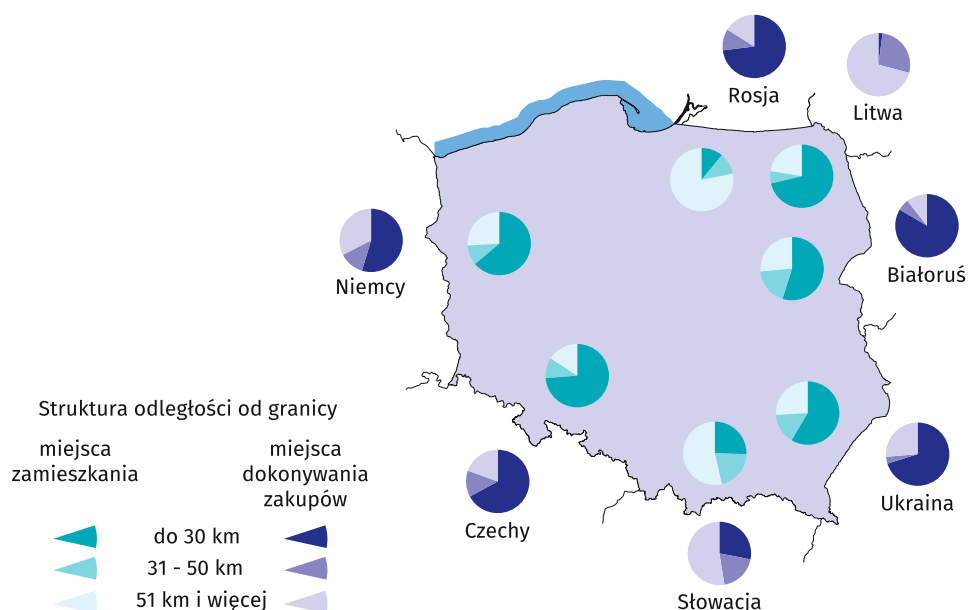 Rosja
Litwa
Białoruś
Niemcy
Struktura odległości od granicy
miejsca
zamieszkania
miejsca
dokonywania
zakupów
do 30 km
31 - 50 km
51 km i więcej
Czechy
Ukraina
Słowacja